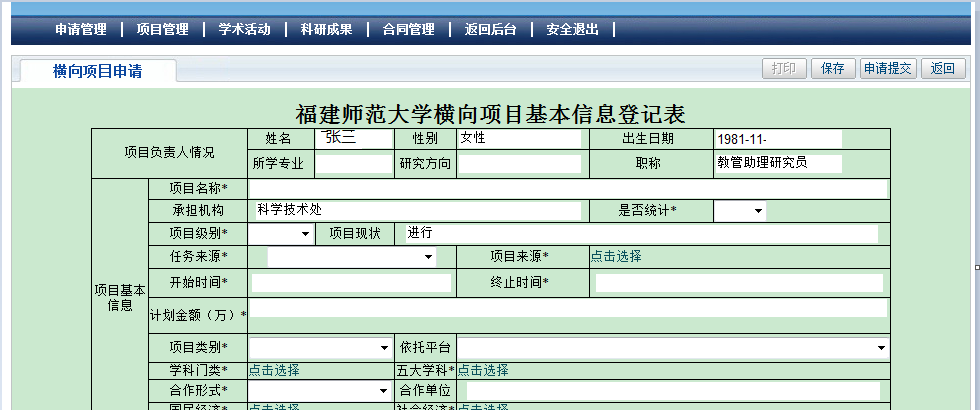 申请管理 项目管理 学术活动 科研成果 合同管理 返回后台 安全退出
横向项目申请 打印 保存 申请提交 返回
福建师范大学横向项目基本信息登记表
项目负责人情况 姓名 张三 性别 女性 出生日期 1981-11-
所学专业 研究方向 职称 教管助理研究员
项目基本信息 项目名称*
承担机构 科学技术处 是否统计*
项目级别* 项目现状 进行
任务来源* 项目来源* 点击选择
开始时间* 终止时间*
计划金额（万）*
项目类别* 依托平台
学科门类* 点击选择 五大学科* 点击选择
合作形式* 合作单位
国民经济* 点击选择 社会经济* 点击选择